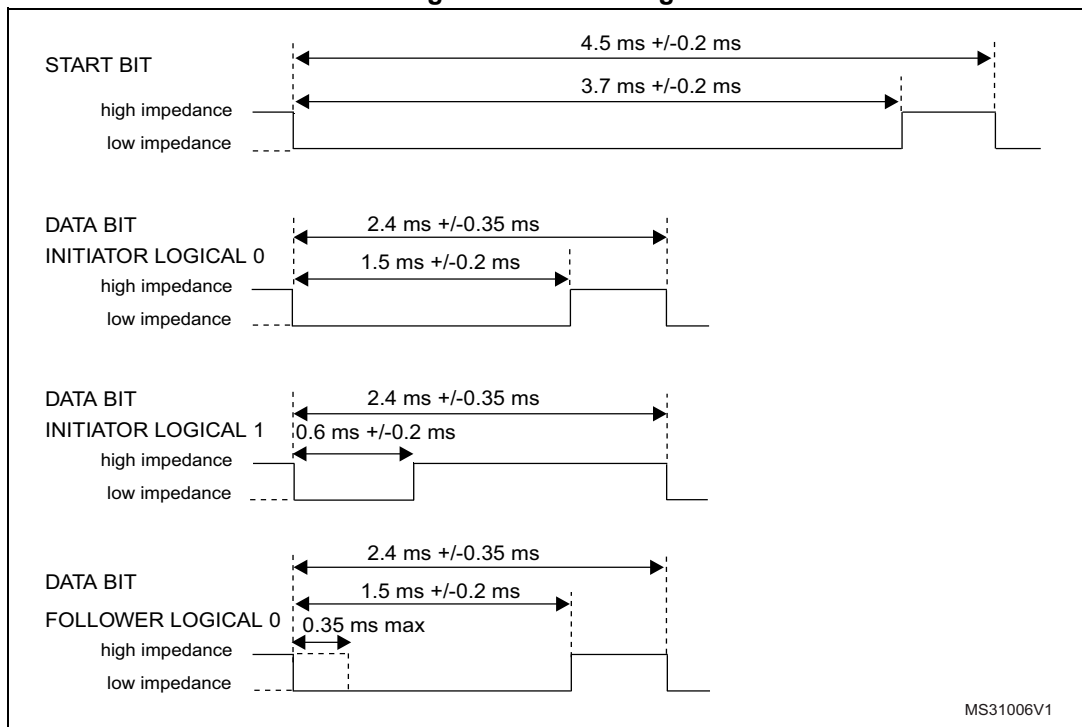 4.5 ms +/-0.2 ms
START BIT
3.7 ms +/-0.2 ms
high impedance
low impedance
DATA BIT
2.4 ms +/-0.35 ms
INITIATOR LOGICAL 0
1.5 ms +/-0.2 ms
high impedance
low impedance
DATA BIT
2.4 ms +/-0.35 ms
INITIATOR LOGICAL 1
0.6 ms +/-0.2 ms
high impedance
low impedance
2.4 ms +/-0.35 ms
DATA BIT
1.5 ms +/-0.2 ms
FOLLOWER LOGICAL 0
0.35 ms max
high impedance
low impedance
MS31006V1